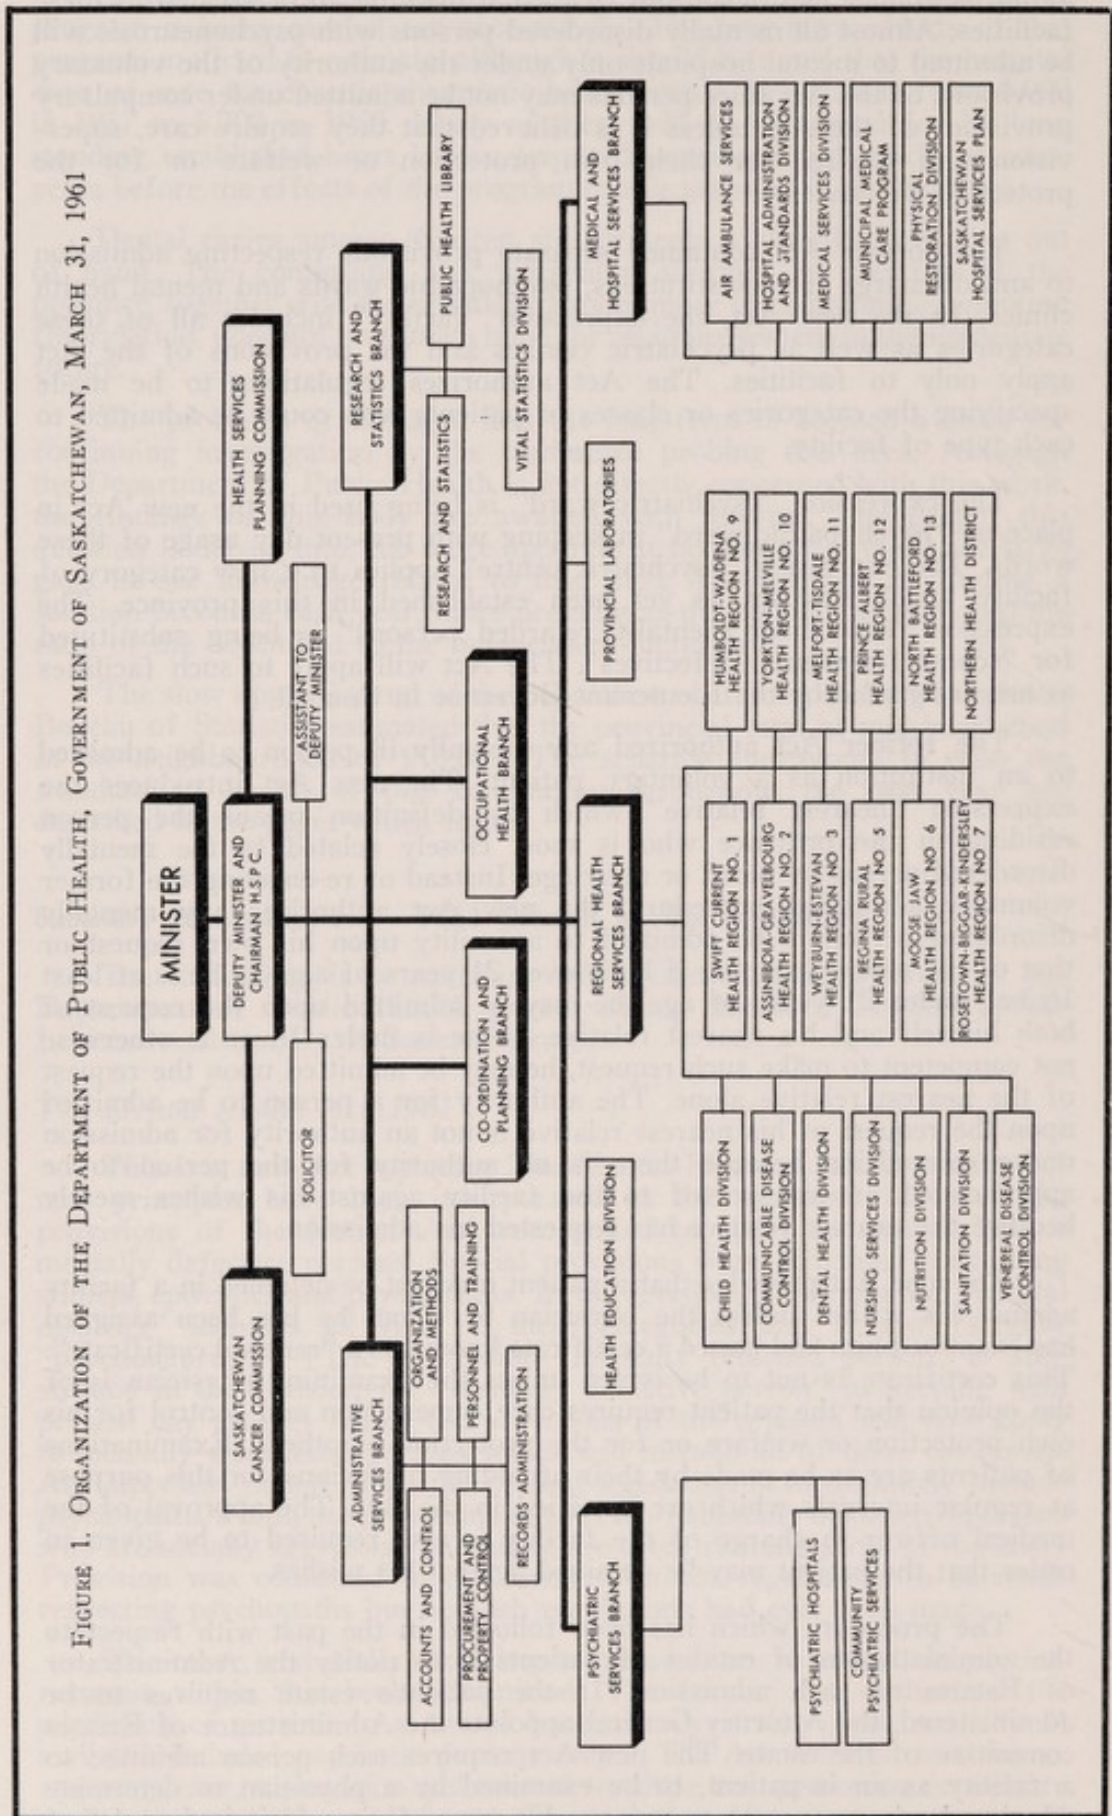 FIGURE 1. ORGANIZATION OF THE DEPARTMENT OF PUBLIC HEALTH, GOVERNMENT OF SASKATCHEWAN, MARCH 31, 1961
MINISTER
SASKATCHEWAN
CANCER COMMISSION
DEPUTY MINISTER AND
CHAIRMAN H.S.P.C.
HEALTH SERVICES
PLANNING COMMISSION
SOLICITOR
ASSISTANT TO
DEPUTY MINISTER
ADMINISTRATIVE
SERVICES BRANCH
RESEARCH AND
STATISTICS BRANCH
ACCOUNTS AND CONTROL
ORGANIZATION
AND METHODS
PROCUREMENT AND
PROPERTY CONTROL
PERSONNEL AND TRAINING
RECORDS ADMINISTRATION
CO-ORDINATION AND
PLANNING BRANCH
OCCUPATIONAL
HEALTH BRANCH
RESEARCH AND STATISTICS
PUBLIC HEALTH LIBRARY
VITAL STATISTICS DIVISION
PSYCHIATRIC
SERVICES BRANCH
HEALTH EDUCATION DIVISION
REGIONAL HEALTH
SERVICES BRANCH
PROVINCIAL LABORATORIES
MEDICAL AND
HOSPITAL SERVICES BRANCH
PSYCHIATRIC HOSPITALS
COMMUNITY
PSYCHIATRIC SERVICES
CHILD HEALTH DIVISION
COMMUNICABLE DISEASE
CONTROL DIVISION
DENTAL HEALTH DIVISION
NURSING SERVICES DIVISION
NUTRITION DIVISION
SANITATION DIVISION
VENEREAL DISEASE
CONTROL DIVISION
SWIFT CURRENT
HEALTH REGION NO. 1
ASSINIBOIA-GRAVELBOURG
HEALTH REGION NO. 2
WEYBURN-ESTEVAN
HEALTH REGION NO 3
REGINA RURAL
HEALTH REGION NO. 5
MOOSE JAW
HEALTH REGION NO. 6
ROSETOWN-BIGGAR-KINDERSLEY
HEALTH REGION NO. 7
HUMBOLDT-WADENA
HEALTH REGION NO. 9
YORKTON-MELVILLE
HEALTH REGION NO. 10
MELFORT-TISDALE
HEALTH REGION NO. 11
PRINCE ALBERT
HEALTH REGION NO. 12
NORTH BATTLEFORD
HEALTH REGION NO. 13
NORTHERN HEALTH DISTRICT
AIR AMBULANCE SERVICES
HOSPITAL ADMINISTRATION
AND STANDARDS DIVISION
MEDICAL SERVICES DIVISION
MUNICIPAL MEDICAL
CARE PROGRAM
PHYSICAL
RESTORATION DIVISION
SASKATCHEWAN
HOSPITAL SERVICES PLAN